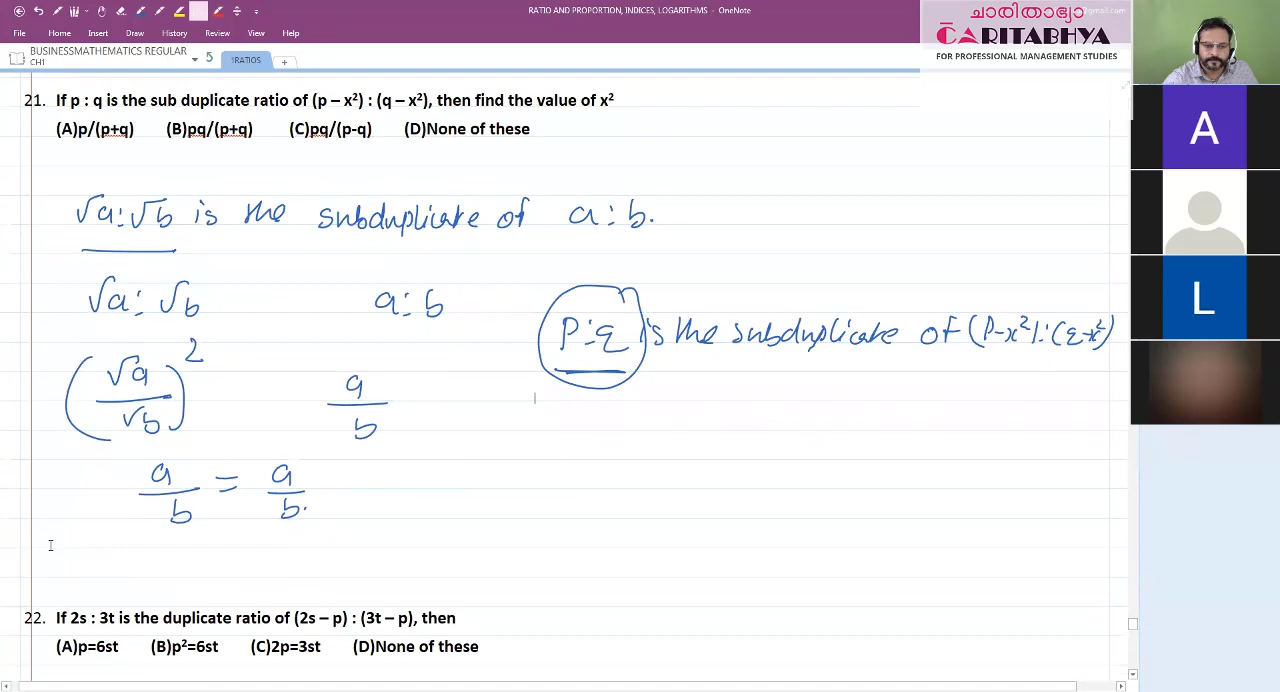 RATIO AND PROPORTION, INDICES, LOGARITHMS - OneNote
File Home Insert Draw History Review View Help
ചാരിതാഭ്യാ
@gmail.com
CARITABHYA
FOR PROFESSIONAL MANAGEMENT STUDIES
BUSINESSMATHEMATICS REGULAR
CH1
5
1RATIOS
21. If p : q is the sub duplicate ratio of (p – x²) : (q – x²), then find the value of x²
(A)p/(p+q) (B)pq/(p+q) (C)pq/(p-q) (D)None of these
√a : √b is the subduplicate of a : b.
√a : √b a : b
P : q is the subduplicate of (P-x²) : (q-x²)
(√a/√b)² a/b
a/b = a/b.
22. If 2s : 3t is the duplicate ratio of (2s – p) : (3t – p), then
(A)p=6st (B)p²=6st (C)2p=3st (D)None of these
A
L